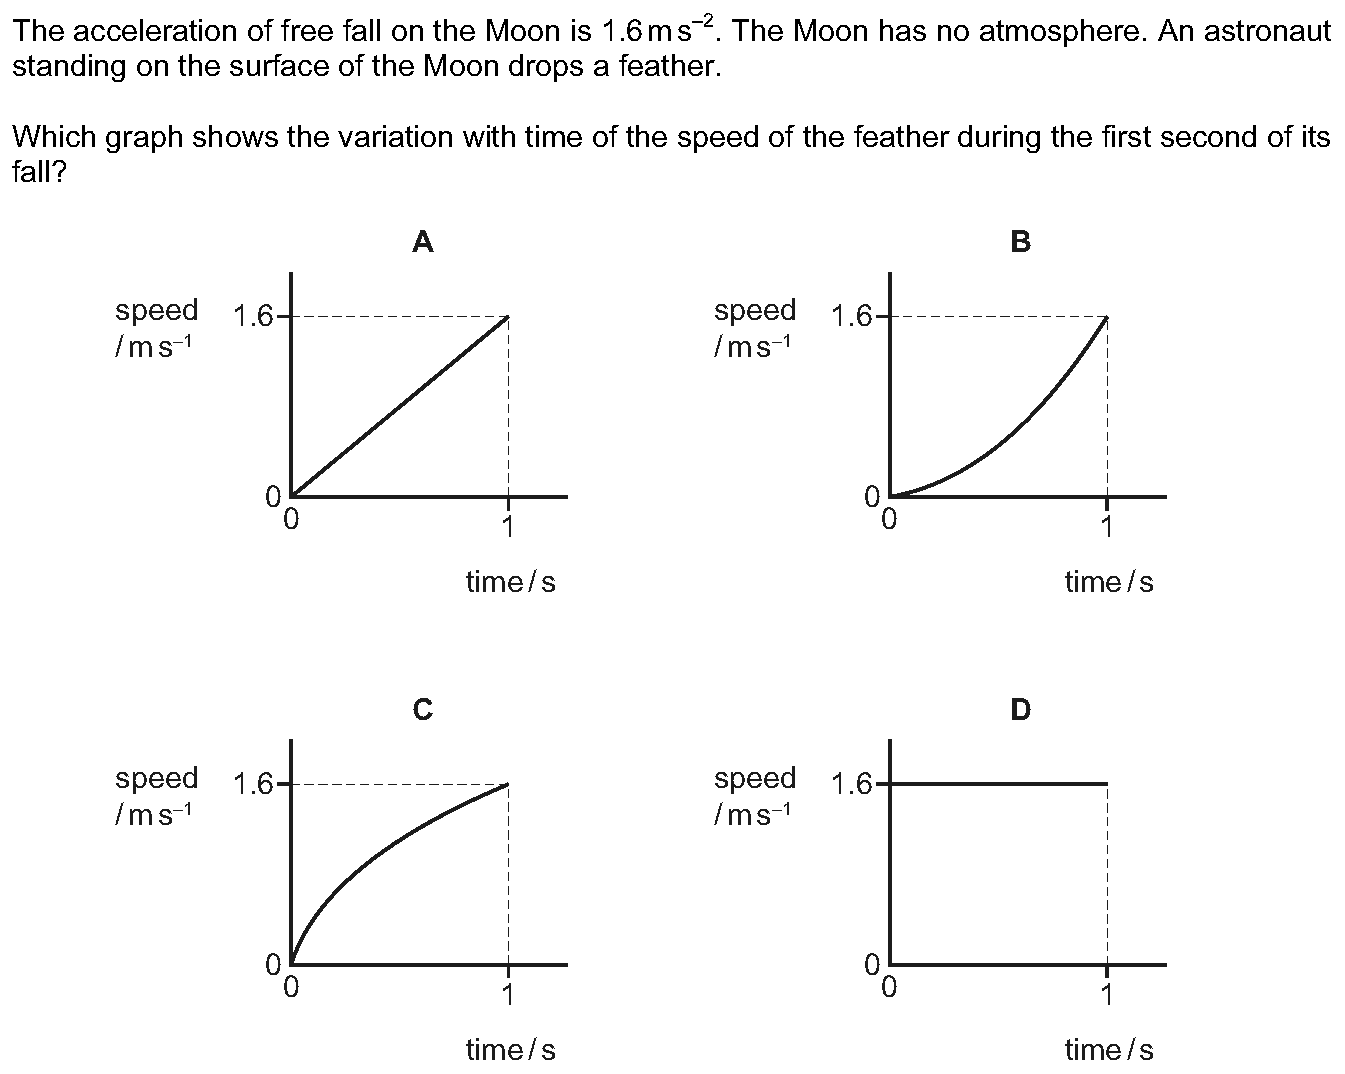 The acceleration of free fall on the Moon is 1.6 m s⁻². The Moon has no atmosphere. An astronaut
standing on the surface of the Moon drops a feather.
Which graph shows the variation with time of the speed of the feather during the first second of its
fall?
A
speed
/ m s⁻¹
1.6
0
0
1
time / s
B
speed
/ m s⁻¹
1.6
0
0
1
time / s
C
speed
/ m s⁻¹
1.6
0
0
1
time / s
D
speed
/ m s⁻¹
1.6
0
0
1
time / s